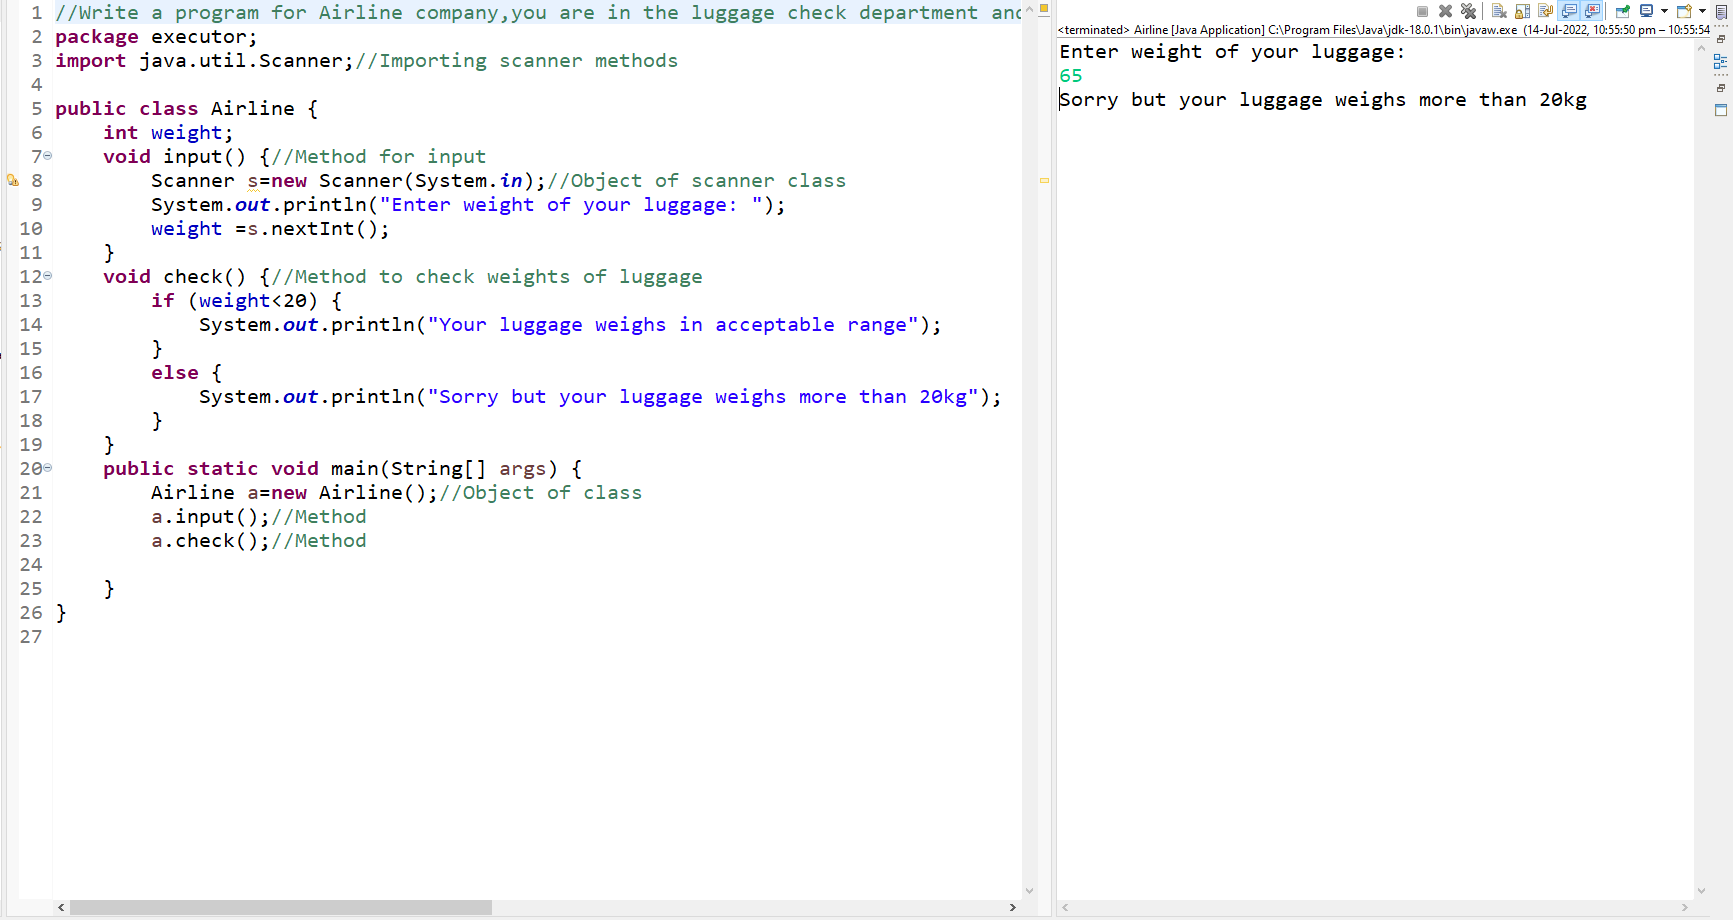 1 //Write a program for Airline company,you are in the luggage check department and
2 package executor;
3 import java.util.Scanner;//Importing scanner methods
4
5 public class Airline {
6     int weight;
7     void input() {//Method for input
8         Scanner s=new Scanner(System.in);//Object of scanner class
9         System.out.println("Enter weight of your luggage: ");
10         weight =s.nextInt();
11     }
12     void check() {//Method to check weights of luggage
13         if (weight<20) {
14             System.out.println("Your luggage weighs in acceptable range");
15         }
16         else {
17             System.out.println("Sorry but your luggage weighs more than 20kg");
18         }
19     }
20     public static void main(String[] args) {
21         Airline a=new Airline();//Object of class
22         a.input();//Method
23         a.check();//Method
24
25     }
26 }
27
<terminated> Airline [Java Application] C:\Program Files\Java\jdk-18.0.1\bin\javaw.exe (14-Jul-2022, 10:55:50 pm – 10:55:54
Enter weight of your luggage:
65
Sorry but your luggage weighs more than 20kg